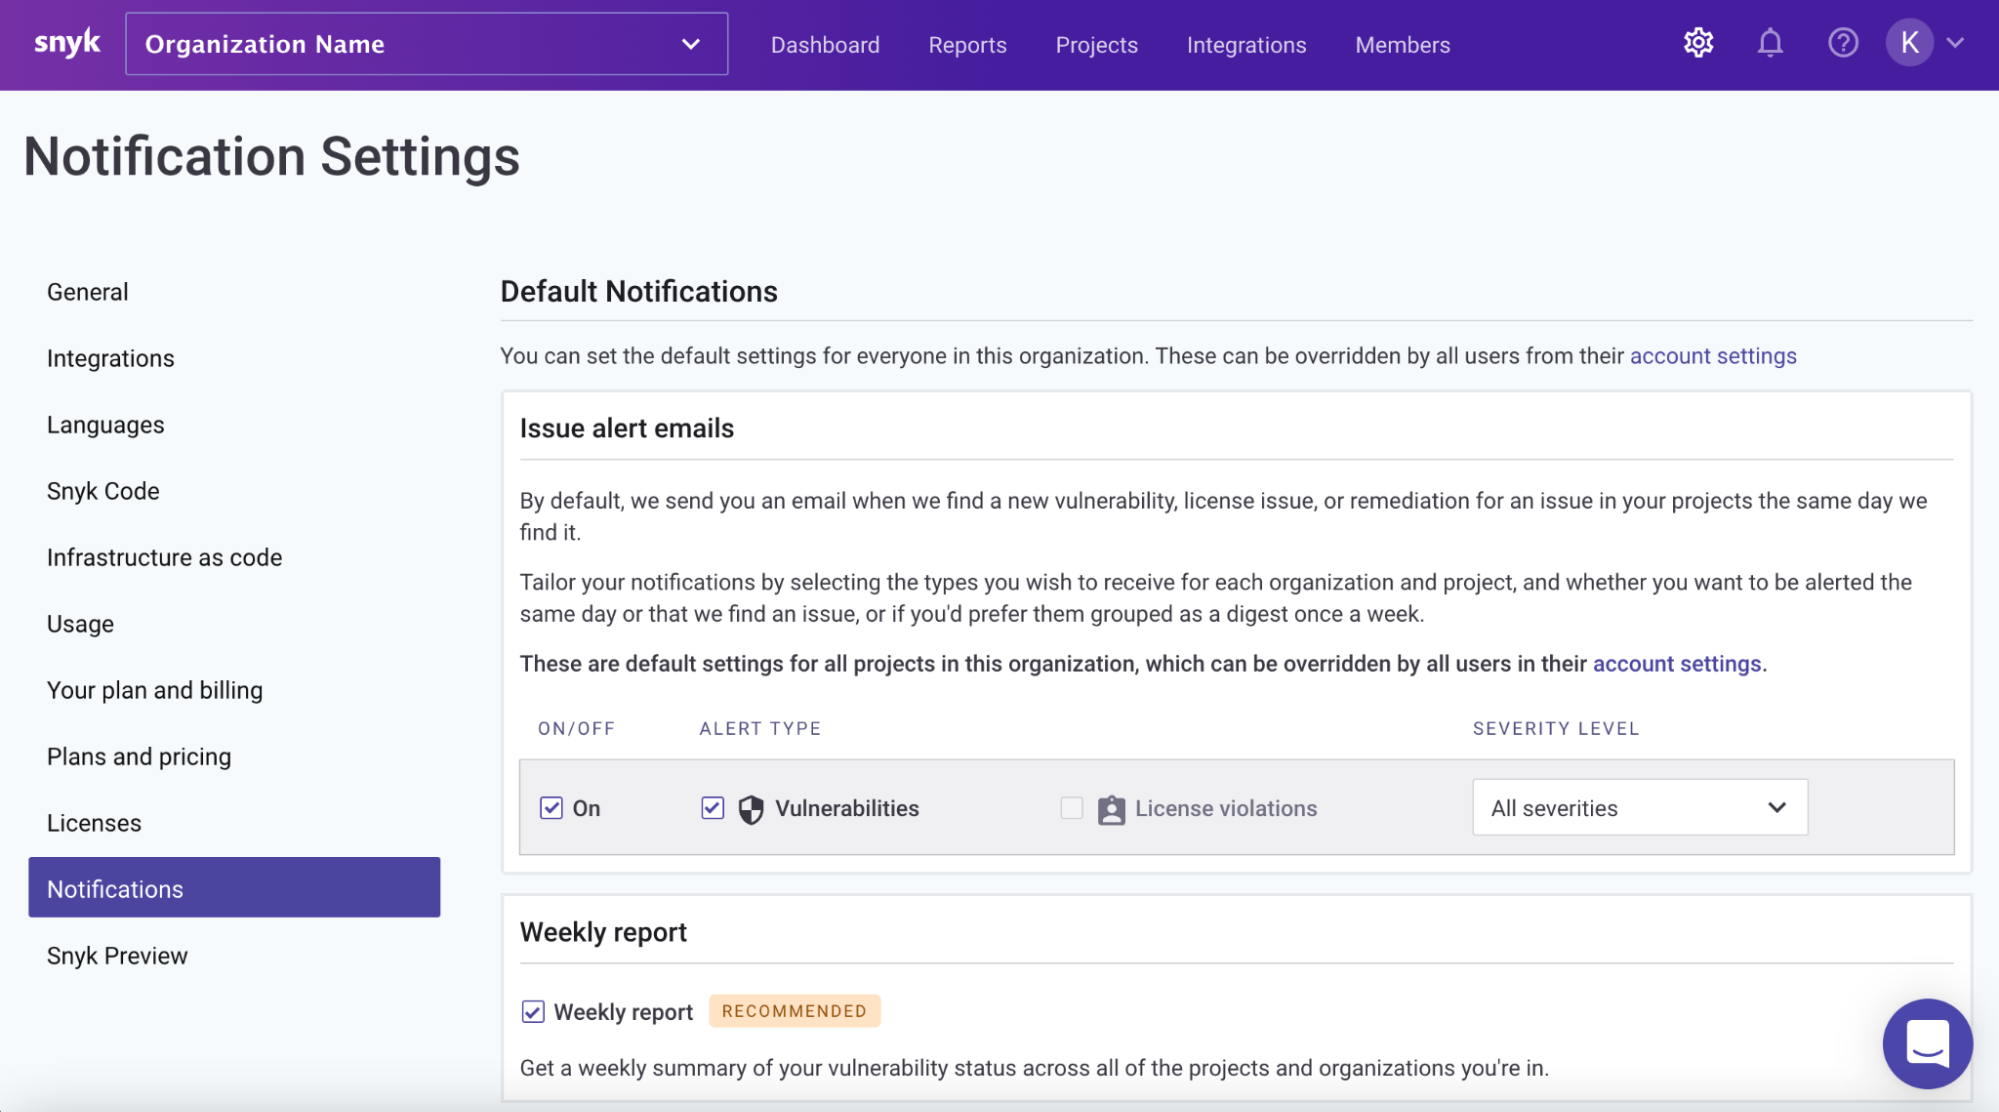 snyk Organization Name Dashboard Reports Projects Integrations Members K
Notification Settings
General
Integrations
Languages
Snyk Code
Infrastructure as code
Usage
Your plan and billing
Plans and pricing
Licenses
Notifications
Snyk Preview
Default Notifications
You can set the default settings for everyone in this organization. These can be overridden by all users from their account settings
Issue alert emails
By default, we send you an email when we find a new vulnerability, license issue, or remediation for an issue in your projects the same day we
find it.
Tailor your notifications by selecting the types you wish to receive for each organization and project, and whether you want to be alerted the
same day or that we find an issue, or if you'd prefer them grouped as a digest once a week.
These are default settings for all projects in this organization, which can be overridden by all users in their account settings.
ON/OFF ALERT TYPE SEVERITY LEVEL
On Vulnerabilities License violations All severities
Weekly report
Weekly report RECOMMENDED
Get a weekly summary of your vulnerability status across all of the projects and organizations you're in.